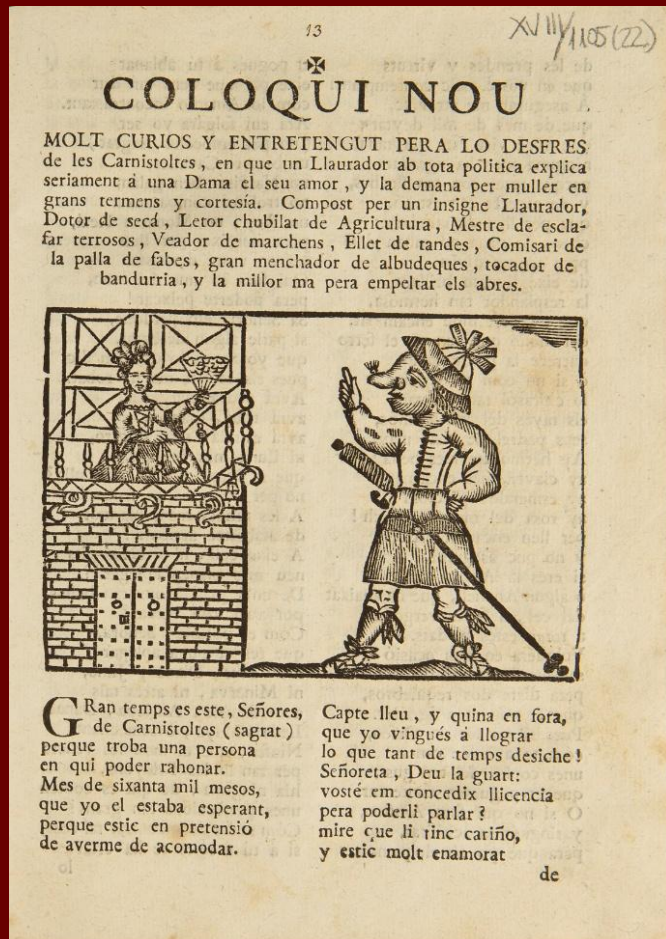 13
XVIII/1105(22)
COLOQUI NOU
MOLT CURIOS Y ENTRETENGUT PERA LO DESFRES
de les Carnistoltes, en que un Llaurador ab tota politica explica
seriament á una Dama el seu amor, y la demana per muller en
grans termens y cortesía. Compost per un insigne Llaurador,
Dotor de secá, Letor chubilat de Agricultura, Mestre de escla-
far terrosos, Veador de marchens, Ellet de tandes, Comisari de
la palla de fabes, gran menchador de albudeques, tocador de
bandurria, y la millor ma pera empeltar els abres.
GRan temps es este, Señores,
de Carnistoltes (sagrat)
perque troba una persona
en qui poder rahonar.
Mes de sixanta mil mesos,
que yo el estaba esperant,
perque estic en pretensió
de averme de acomodar.
Capte lleu, y quina en fora,
que yo vingués á llograr
lo que tant de temps desiche!
Señoreta, Deu la guart:
vosté em concedix llicencia
pera poderli parlar?
mire que li tinc cariño,
y estic molt enamorat
de